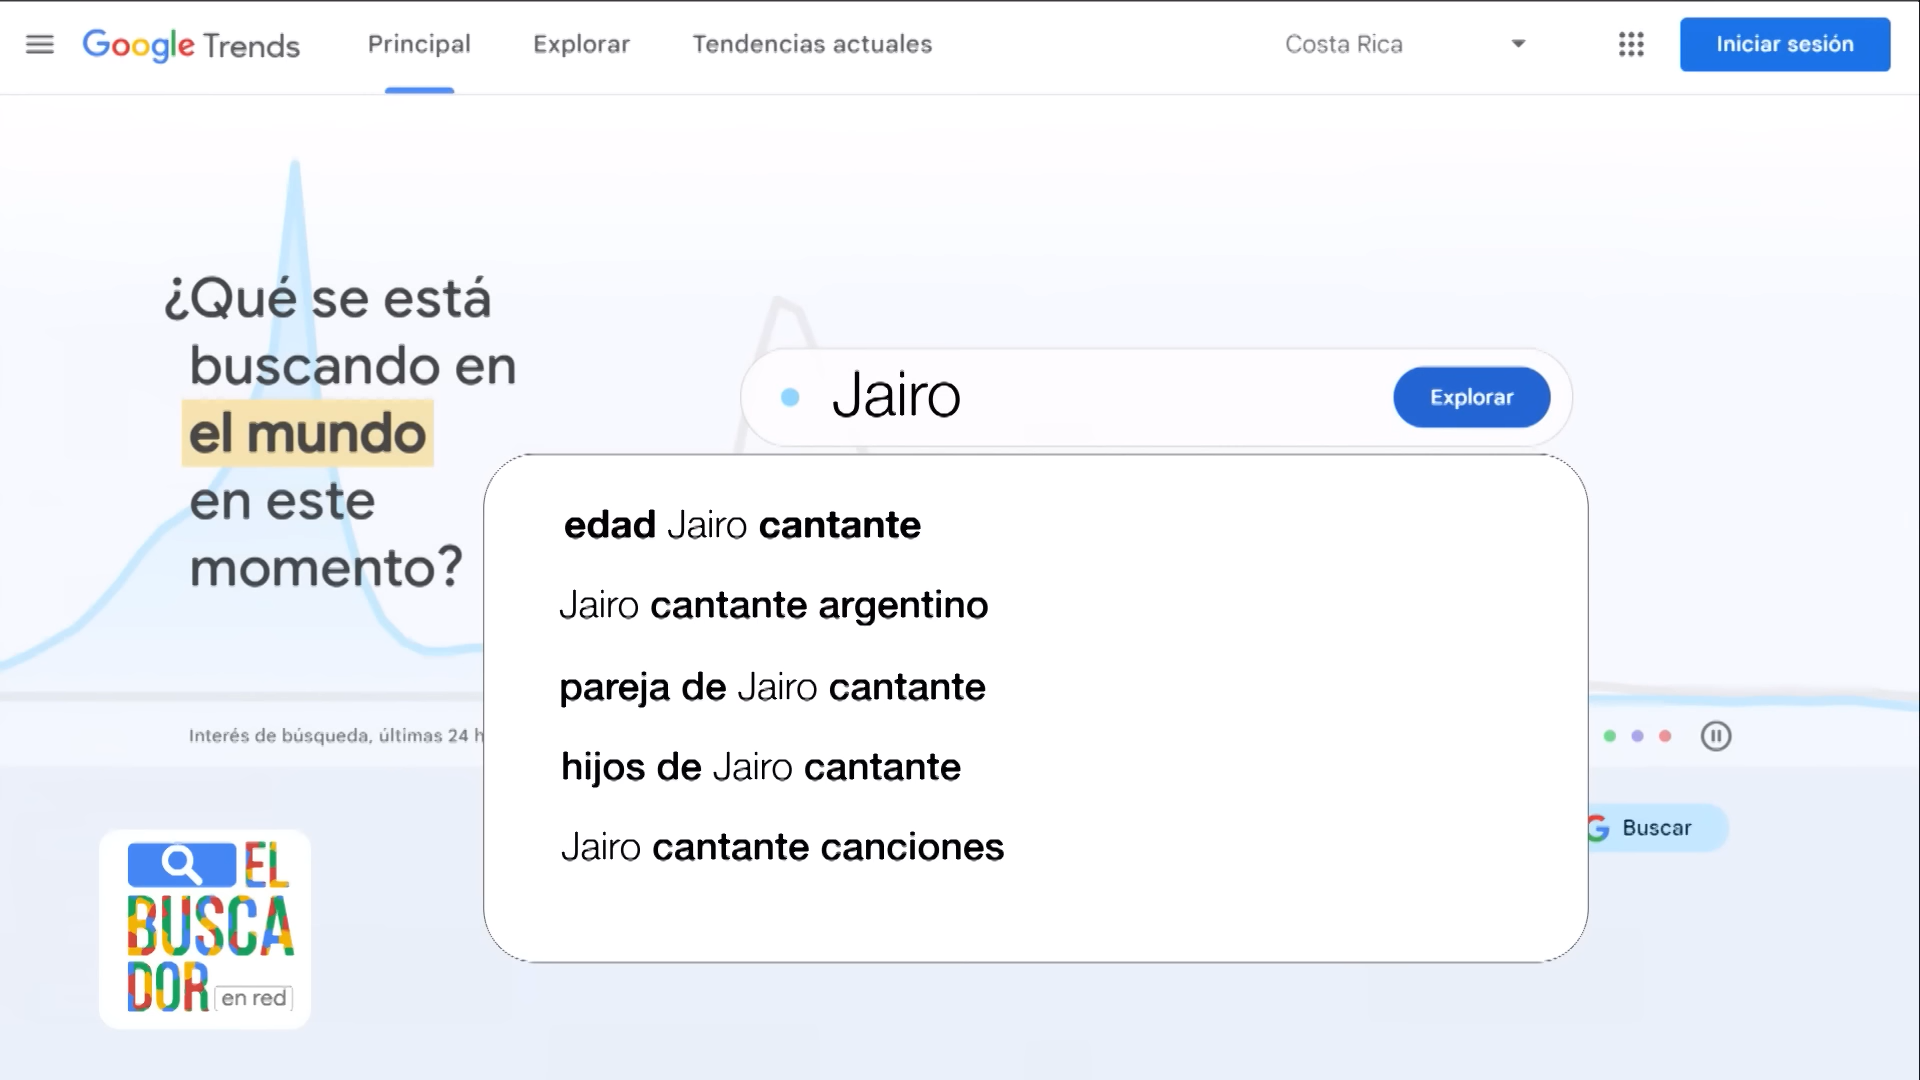 Google Trends
Principal
Explorar
Tendencias actuales
Costa Rica
Iniciar sesión
¿Qué se está
buscando en
el mundo
en este
momento?
Jairo
Explorar
edad Jairo cantante
Jairo cantante argentino
pareja de Jairo cantante
hijos de Jairo cantante
Jairo cantante canciones
Interés de búsqueda, últimas 24 h
Buscar
EL
BUSCA
DOR
en red